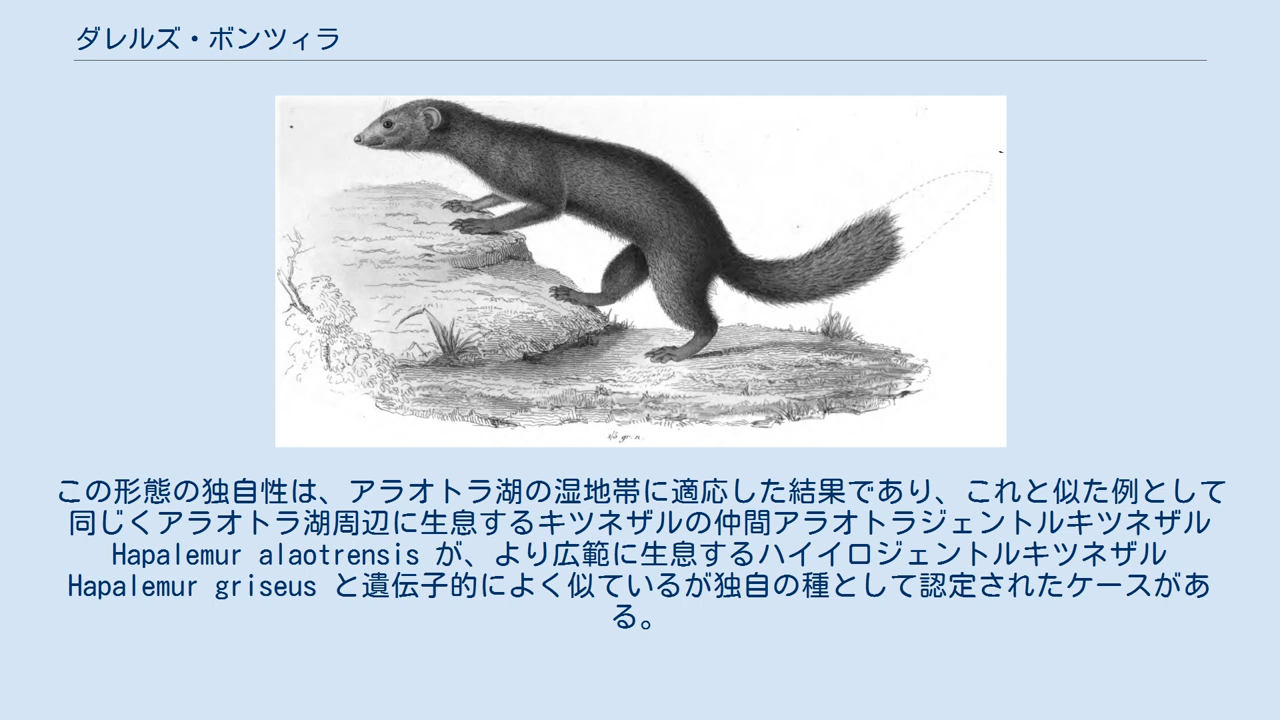 ダレルズ・ボンツィラ
この形態の独自性は、アラオトラ湖の湿地帯に適応した結果であり、これと似た例として
同じくアラオトラ湖周辺に生息するキツネザルの仲間アラオトラジェントルキツネザル
Hapalemur alaotrensis が、より広範に生息するハイイロジェントルキツネザル
Hapalemur griseus と遺伝子的によく似ているが独自の種として認定されたケースがあ
る。